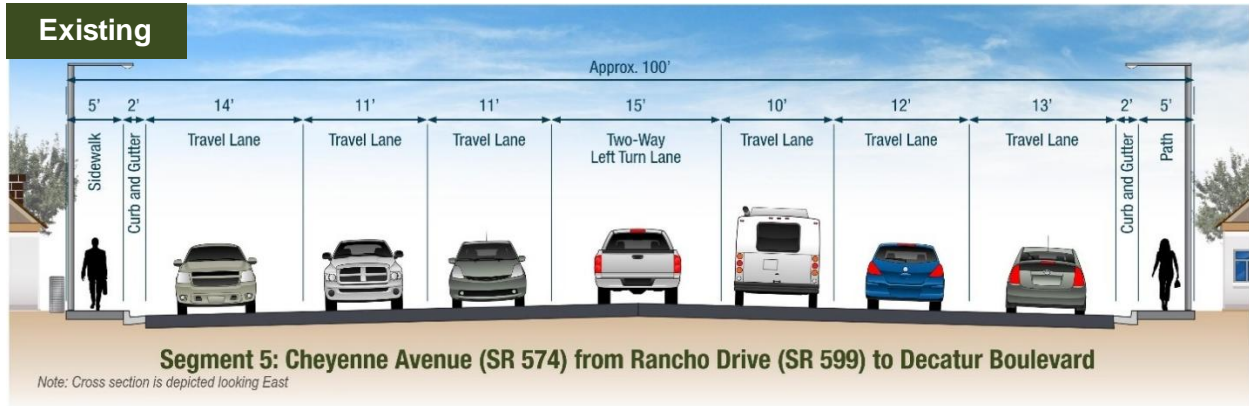 Existing
Approx. 100'
5' 2' 14' 11' 11' 15' 10' 12' 13' 2' 5'
Sidewalk
Curb and Gutter
Travel Lane
Travel Lane
Travel Lane
Two-Way
Left Turn Lane
Travel Lane
Travel Lane
Travel Lane
Curb and Gutter
Path
Segment 5: Cheyenne Avenue (SR 574) from Rancho Drive (SR 599) to Decatur Boulevard
Note: Cross section is depicted looking East